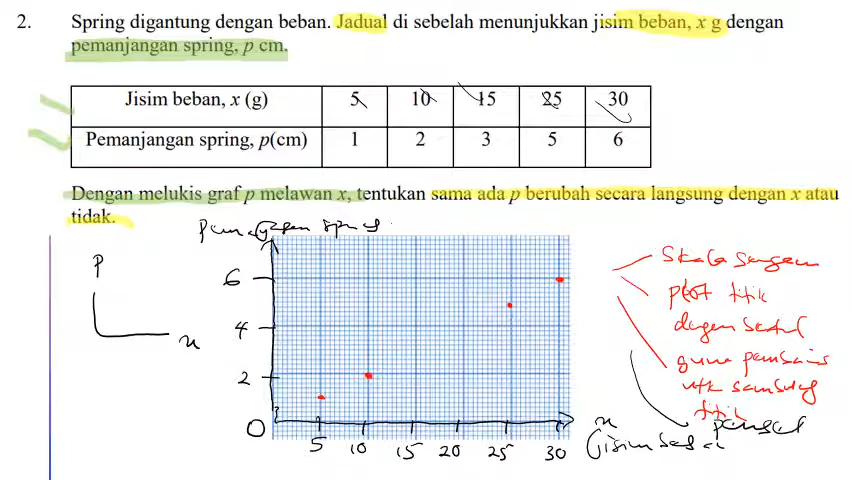 2. Spring digantung dengan beban. Jadual di sebelah menunjukkan jisim beban, x g dengan
pemanjangan spring, p cm.
Jisim beban, x (g) 5 10 15 25 30
Pemanjangan spring, p(cm) 1 2 3 5 6
Dengan melukis graf p melawan x, tentukan sama ada p berubah secara langsung dengan x atau
tidak.
p
x
6
4
2
0
5 10 15 20 25 30
x
(jisim
Skala
plot titik
dengan
guna pembaris
utk sambung
titik
pensel